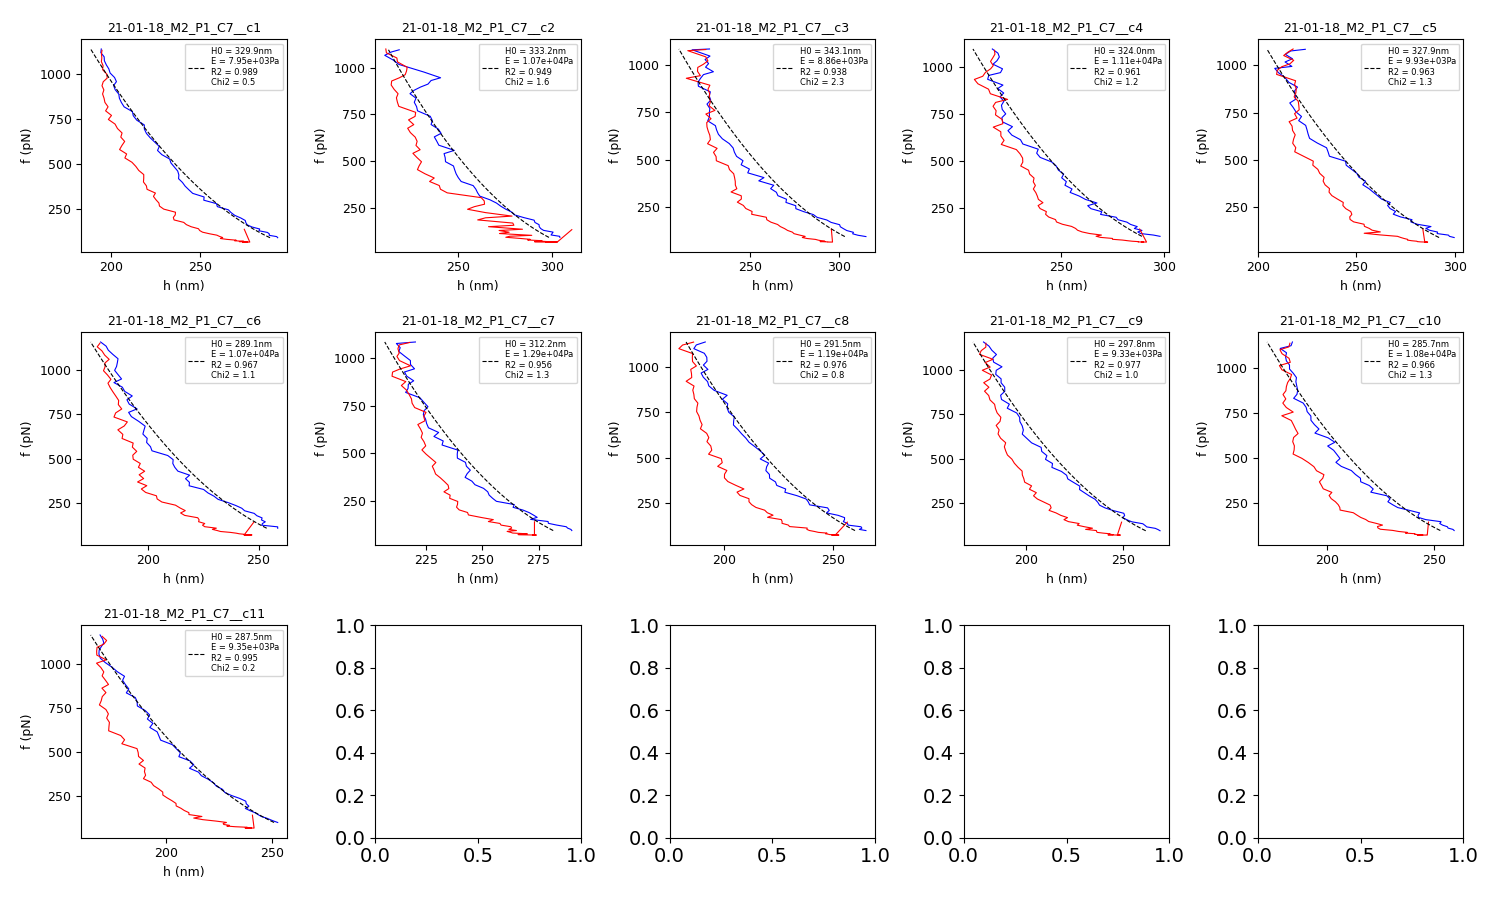 21-01-18_M2_P1_C7__c1
H0 = 329.9nm
E = 7.95e+03Pa
R2 = 0.989
Chi2 = 0.5
f (pN)
1000
750
500
250
200 250
h (nm)
21-01-18_M2_P1_C7__c2
H0 = 333.2nm
E = 1.07e+04Pa
R2 = 0.949
Chi2 = 1.6
f (pN)
1000
750
500
250
250 300
h (nm)
21-01-18_M2_P1_C7__c3
H0 = 343.1nm
E = 8.86e+03Pa
R2 = 0.938
Chi2 = 2.3
f (pN)
1000
750
500
250
250 300
h (nm)
21-01-18_M2_P1_C7__c4
H0 = 324.0nm
E = 1.11e+04Pa
R2 = 0.961
Chi2 = 1.2
f (pN)
1000
750
500
250
250 300
h (nm)
21-01-18_M2_P1_C7__c5
H0 = 327.9nm
E = 9.93e+03Pa
R2 = 0.963
Chi2 = 1.3
f (pN)
1000
750
500
250
200 250 300
h (nm)
21-01-18_M2_P1_C7__c6
H0 = 289.1nm
E = 1.07e+04Pa
R2 = 0.967
Chi2 = 1.1
f (pN)
1000
750
500
250
200 250
h (nm)
21-01-18_M2_P1_C7__c7
H0 = 312.2nm
E = 1.29e+04Pa
R2 = 0.956
Chi2 = 1.3
f (pN)
1000
750
500
250
225 250 275
h (nm)
21-01-18_M2_P1_C7__c8
H0 = 291.5nm
E = 1.19e+04Pa
R2 = 0.976
Chi2 = 0.8
f (pN)
1000
750
500
250
200 250
h (nm)
21-01-18_M2_P1_C7__c9
H0 = 297.8nm
E = 9.33e+03Pa
R2 = 0.977
Chi2 = 1.0
f (pN)
1000
750
500
250
200 250
h (nm)
21-01-18_M2_P1_C7__c10
H0 = 285.7nm
E = 1.08e+04Pa
R2 = 0.966
Chi2 = 1.3
f (pN)
1000
750
500
250
200 250
h (nm)
21-01-18_M2_P1_C7__c11
H0 = 287.5nm
E = 9.35e+03Pa
R2 = 0.995
Chi2 = 0.2
f (pN)
1000
750
500
250
200 250
h (nm)
1.0
0.8
0.6
0.4
0.2
0.0
0.0 0.5 1.0
1.0
0.8
0.6
0.4
0.2
0.0
0.0 0.5 1.0
1.0
0.8
0.6
0.4
0.2
0.0
0.0 0.5 1.0
1.0
0.8
0.6
0.4
0.2
0.0
0.0 0.5 1.0